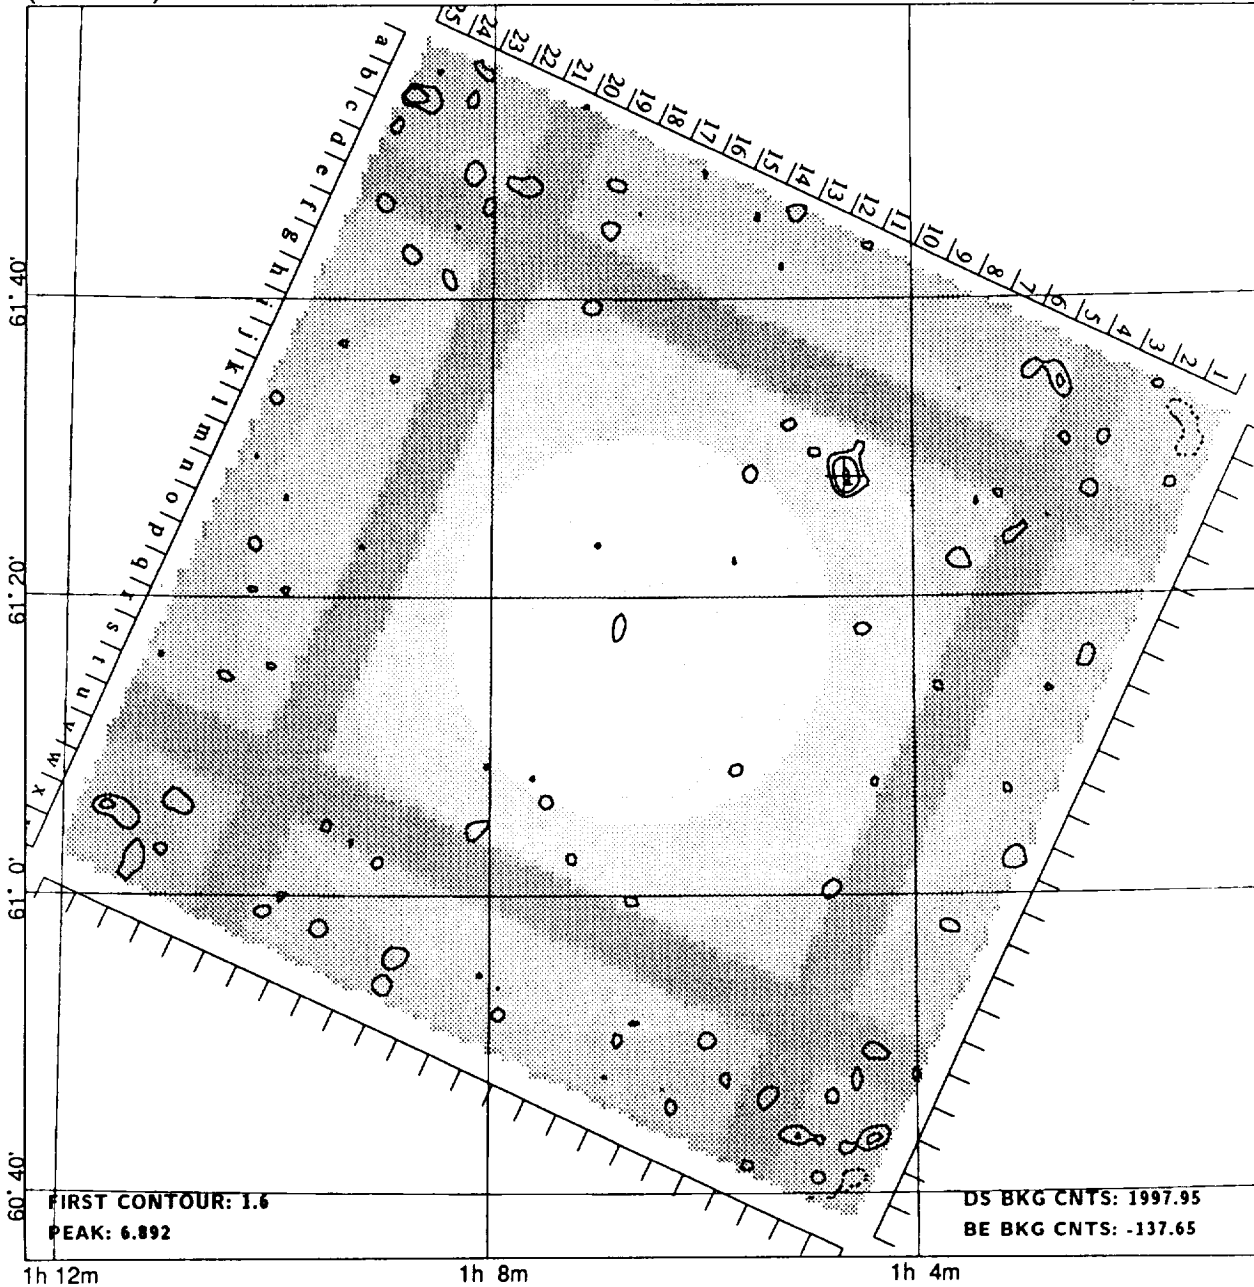 25 24 23 22 21 20 19 18 17 16 15 14 13 12 11 10 9 8 7 6 5 4 3 2 1
a b c d e f g h i j k l m n o p q r s t u v w x
61° 40'
61° 20'
61° 0'
60° 40'
FIRST CONTOUR: 1.6
PEAK: 6.892
DS BKG CNTS: 1997.95
BE BKG CNTS: -137.65
1h 12m 1h 8m 1h 4m